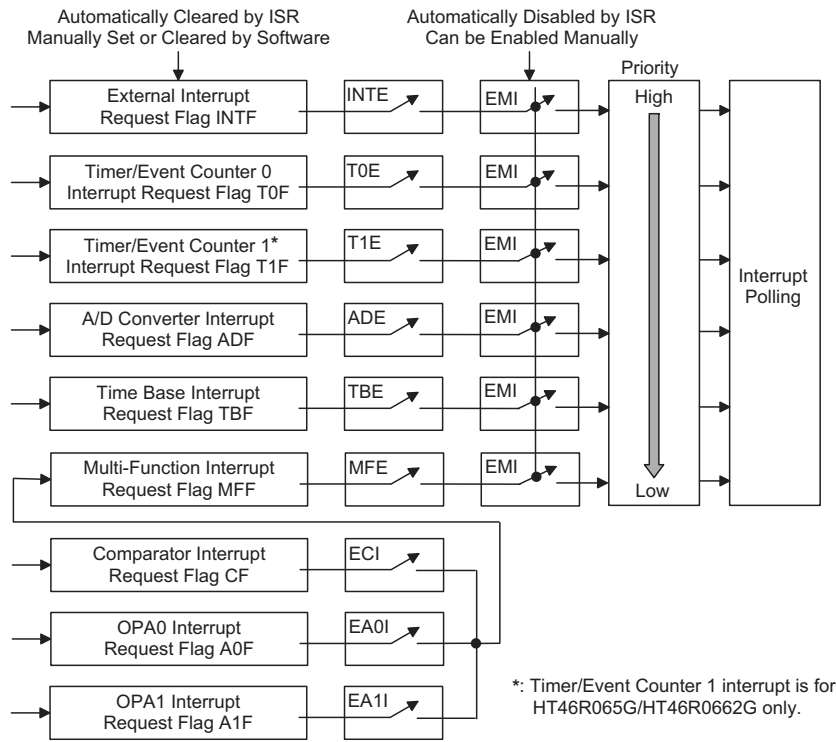 Automatically Cleared by ISR
Manually Set or Cleared by Software
Automatically Disabled by ISR
Can be Enabled Manually
Priority
External Interrupt
Request Flag INTF
INTE
EMI
High
Timer/Event Counter 0
Interrupt Request Flag T0F
T0E
EMI
Timer/Event Counter 1*
Interrupt Request Flag T1F
T1E
EMI
Interrupt
Polling
A/D Converter Interrupt
Request Flag ADF
ADE
EMI
Time Base Interrupt
Request Flag TBF
TBE
EMI
Multi-Function Interrupt
Request Flag MFF
MFE
EMI
Low
Comparator Interrupt
Request Flag CF
ECI
OPA0 Interrupt
Request Flag A0F
EA0I
OPA1 Interrupt
Request Flag A1F
EA1I
*: Timer/Event Counter 1 interrupt is for
HT46R065G/HT46R0662G only.